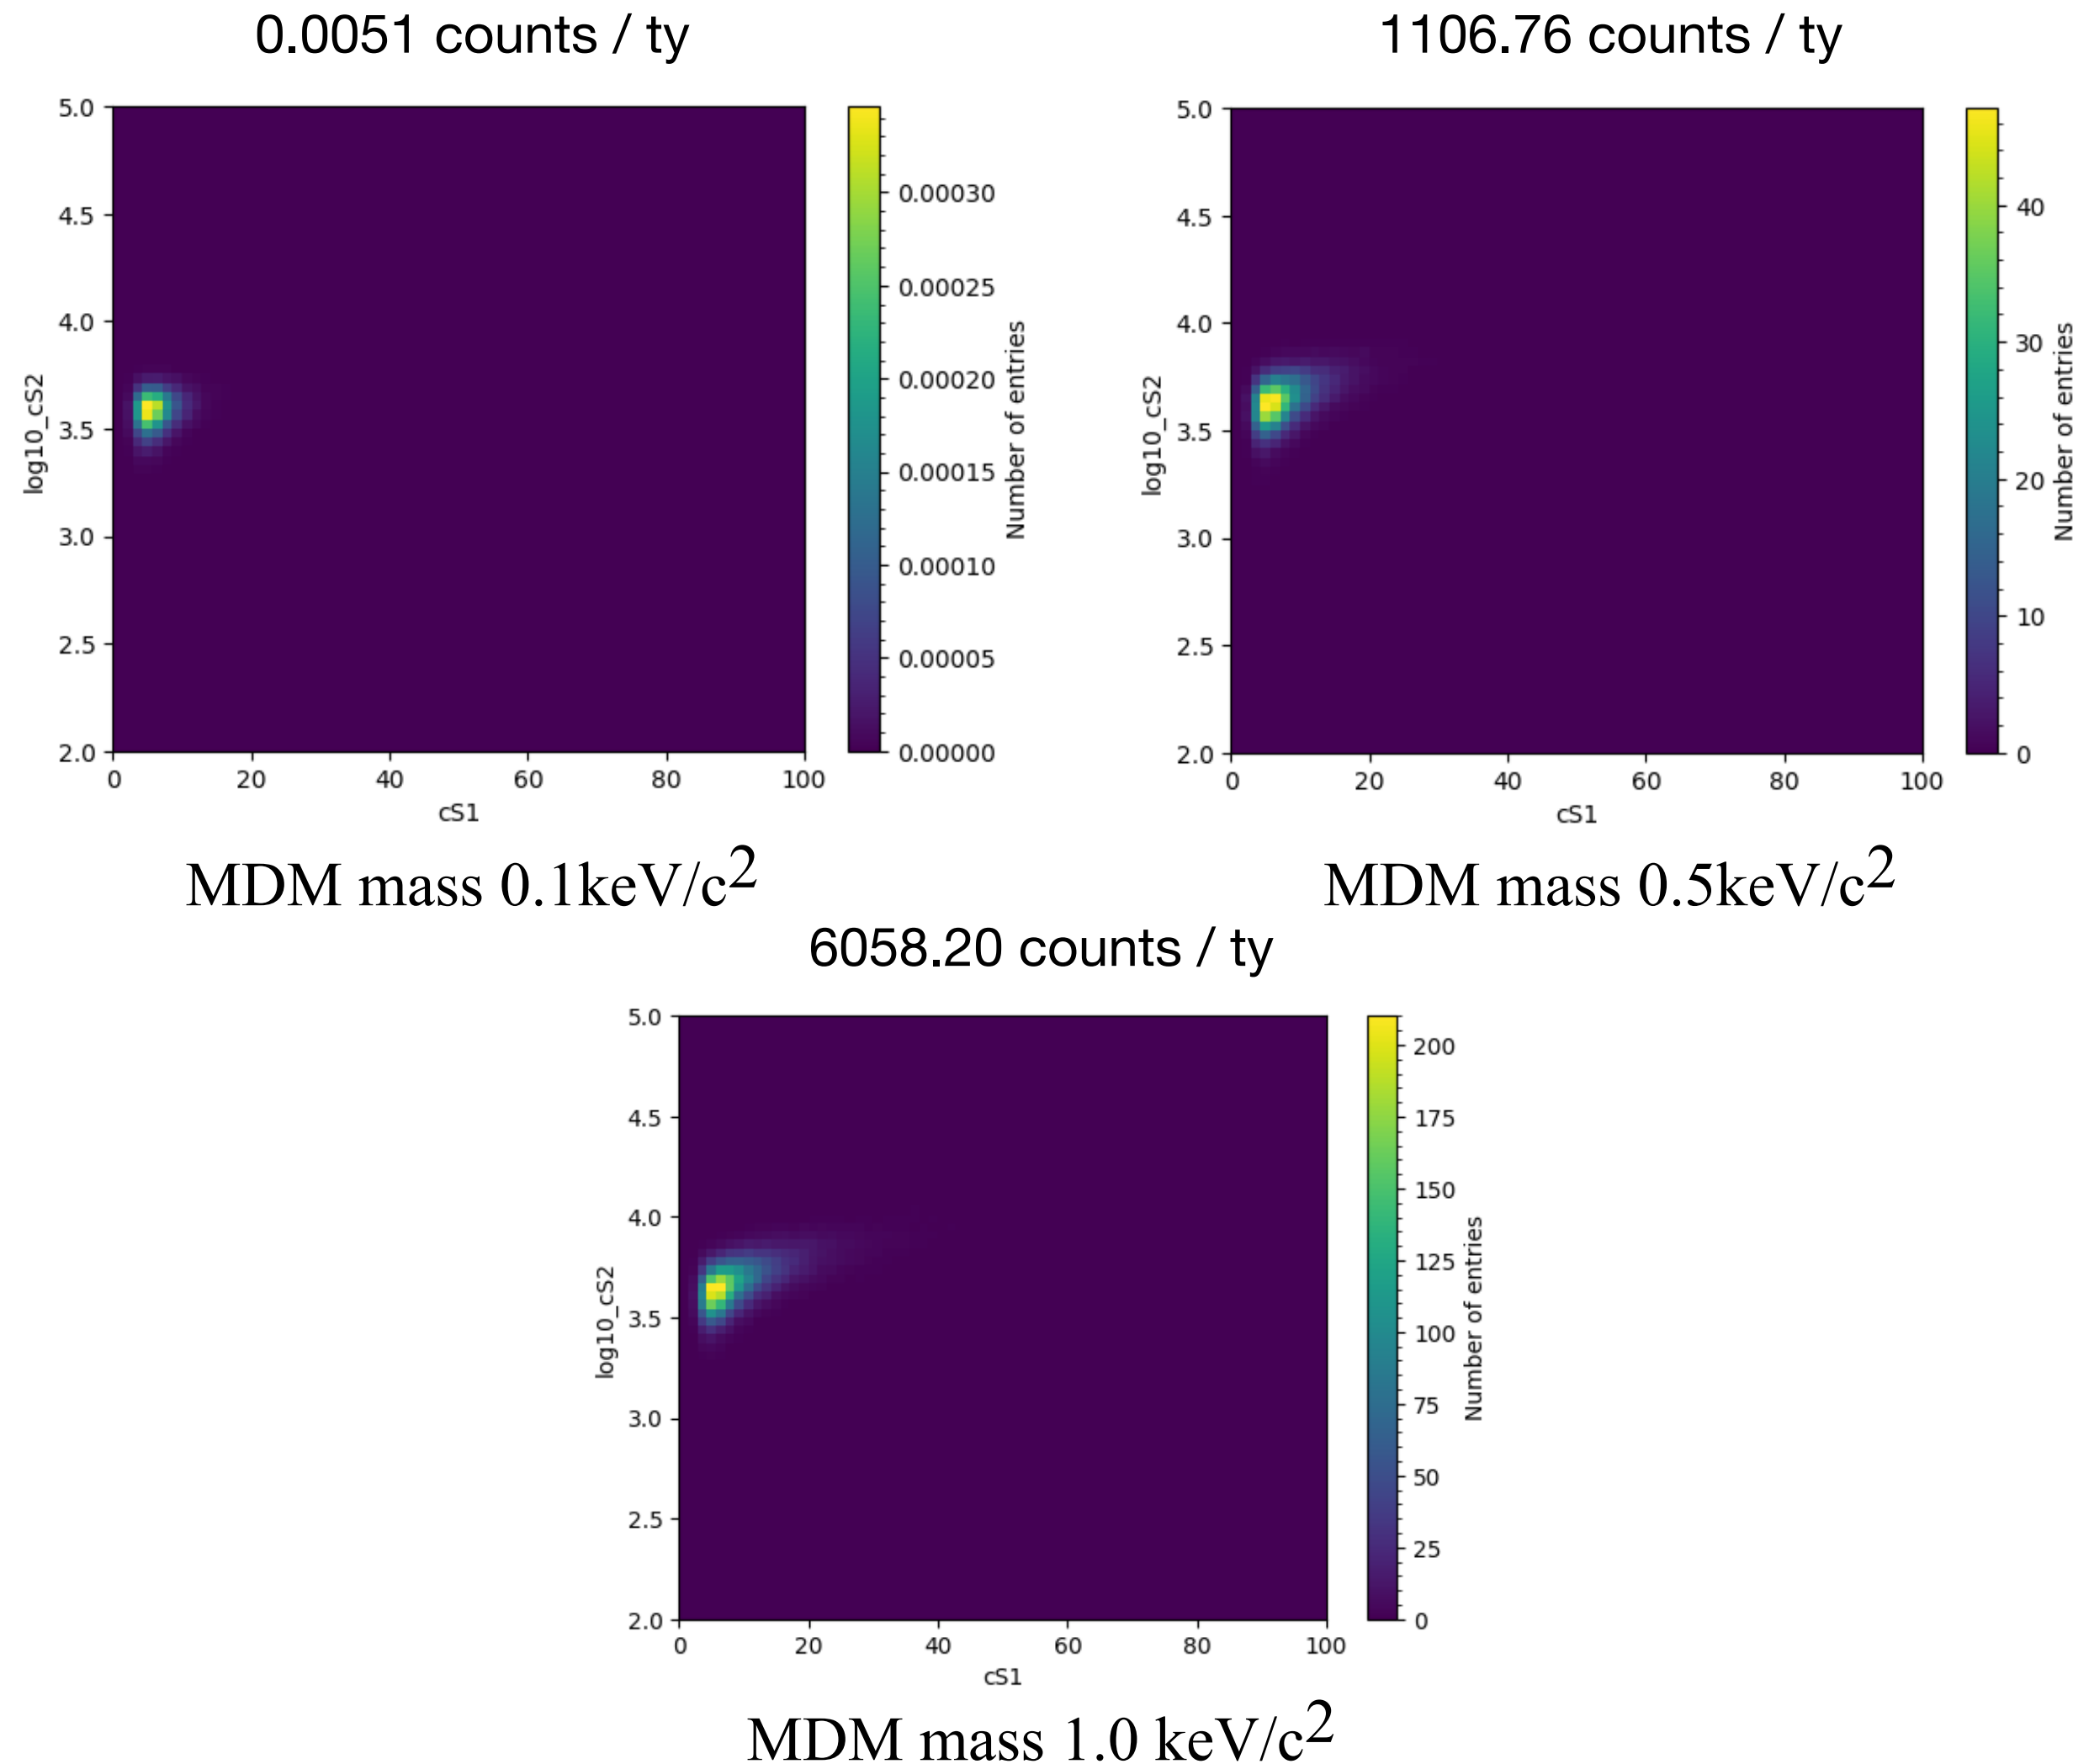 0.0051 counts / ty
5.0
4.5
4.0
3.5
3.0
2.5
2.0
log10_cS2
0 20 40 60 80 100
cS1
0.00030
0.00025
0.00020
0.00015
0.00010
0.00005
0.00000
Number of entries
MDM mass 0.1keV/c²
1106.76 counts / ty
5.0
4.5
4.0
3.5
3.0
2.5
2.0
log10_cS2
0 20 40 60 80 100
cS1
40
30
20
10
0
Number of entries
MDM mass 0.5keV/c²
6058.20 counts / ty
5.0
4.5
4.0
3.5
3.0
2.5
2.0
log10_cS2
0 20 40 60 80 100
cS1
200
175
150
125
100
75
50
25
0
Number of entries
MDM mass 1.0 keV/c²